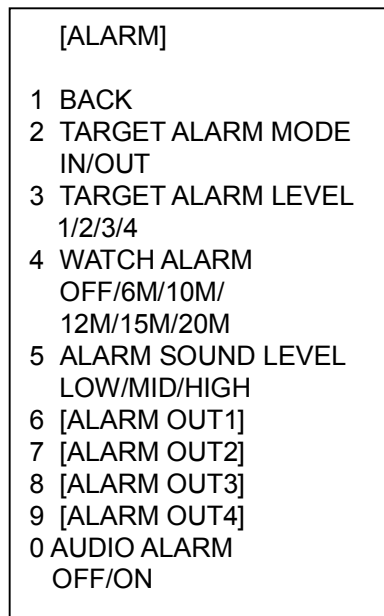 [ALARM]
1 BACK
2 TARGET ALARM MODE
IN/OUT
3 TARGET ALARM LEVEL
1/2/3/4
4 WATCH ALARM
OFF/6M/10M/
12M/15M/20M
5 ALARM SOUND LEVEL
LOW/MID/HIGH
6 [ALARM OUT1]
7 [ALARM OUT2]
8 [ALARM OUT3]
9 [ALARM OUT4]
0 AUDIO ALARM
OFF/ON